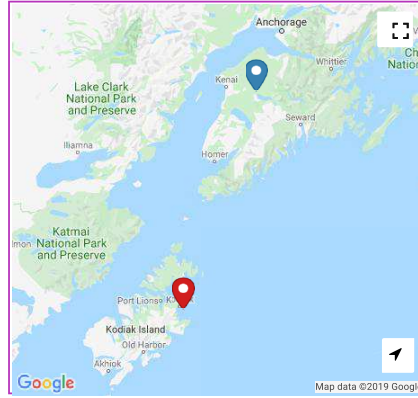 Anchorage
Whittier
Kenai
Lake Clark
National Park
and Preserve
Seward
Iliamna
Homer
Katmai
National Park
and Preserve
Port Lions
Kodiak Island
Old Harbor
Akhiok
Google
Map data ©2019 Google